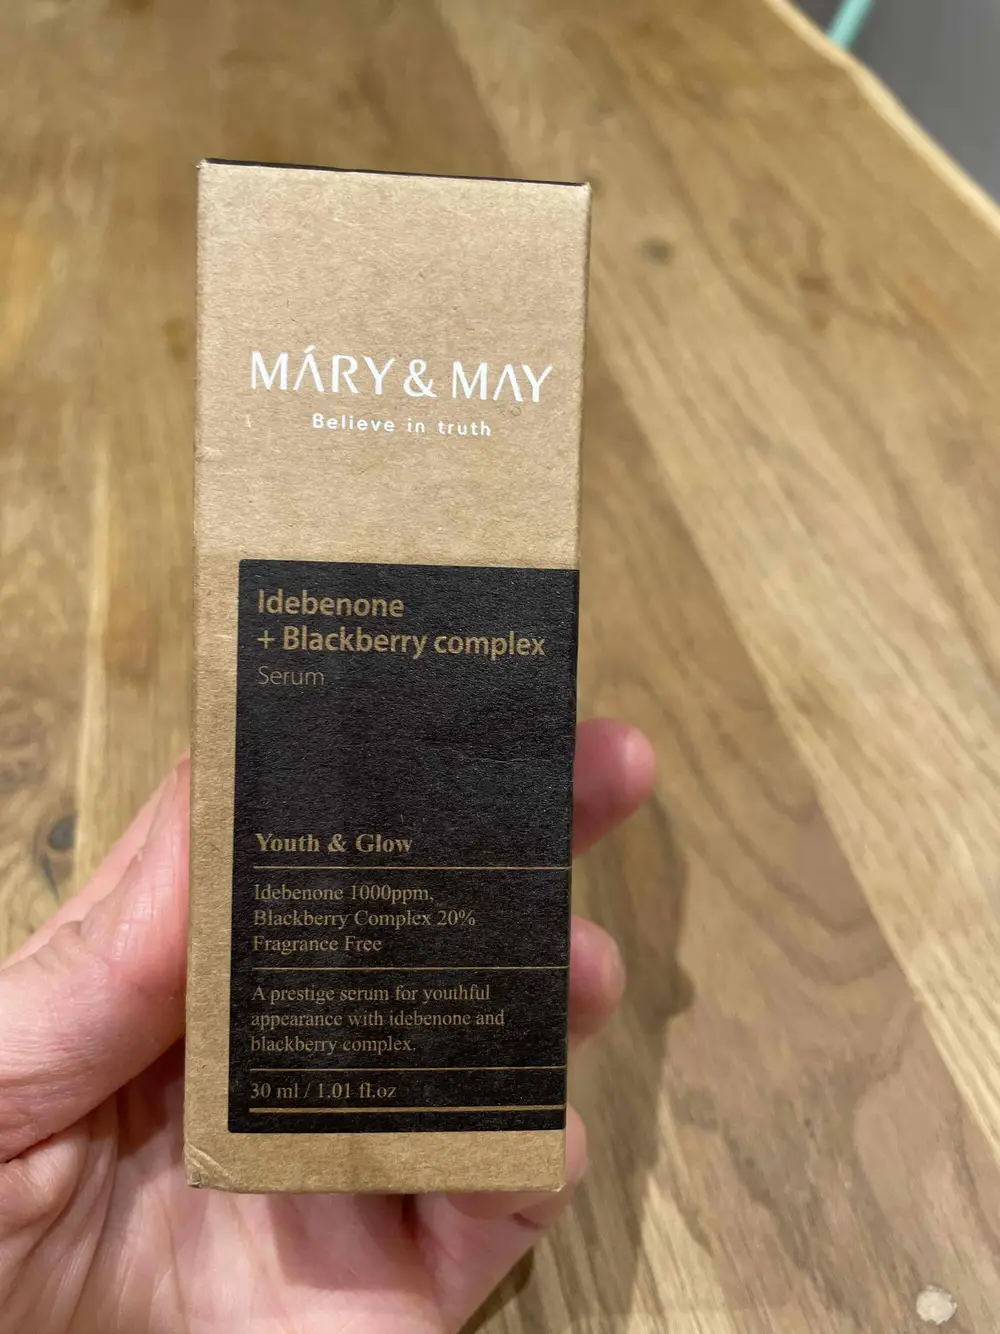 MÁRY & MAY
Believe in truth
Idebenone
+ Blackberry complex
Serum
Youth & Glow
Idebenone 1000ppm,
Blackberry Complex 20%
Fragrance Free
A prestige serum for youthful
appearance with idebenone and
blackberry complex.
30 ml / 1.01 fl.oz